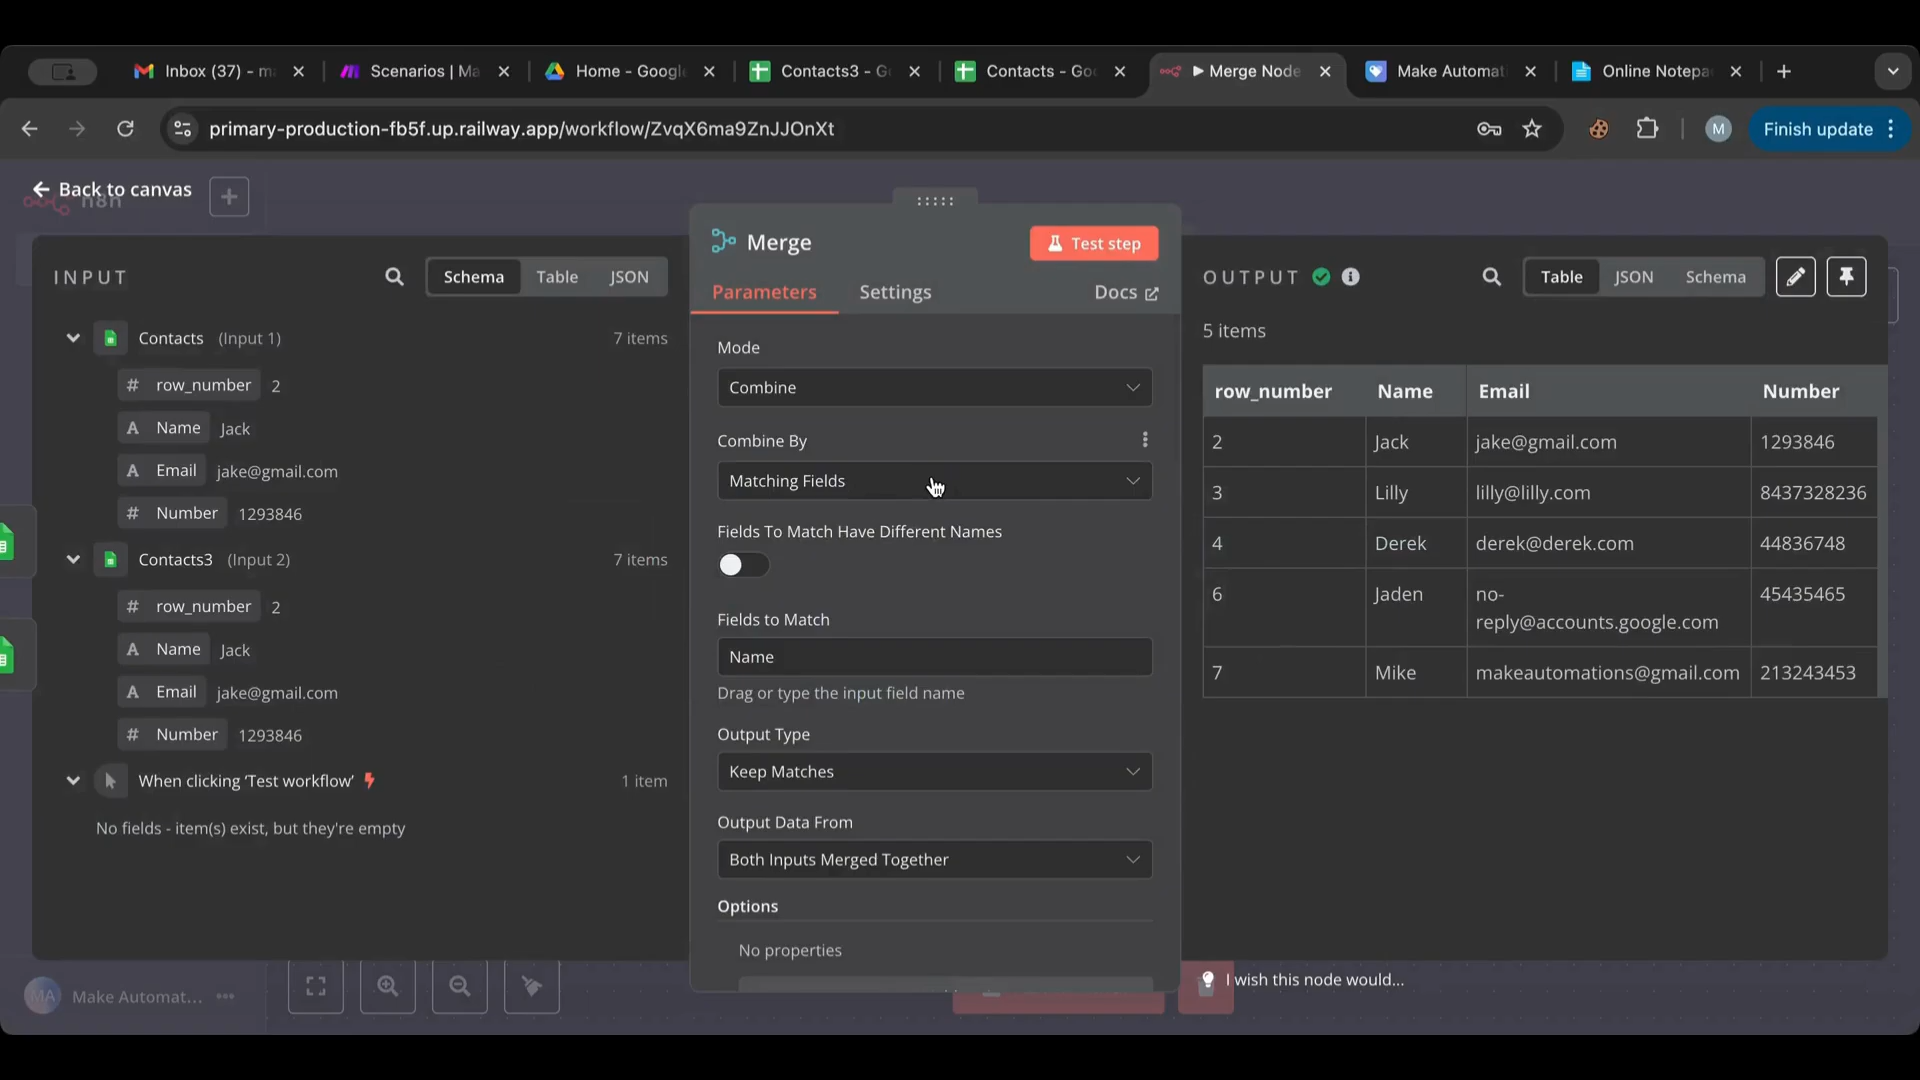 Inbox (37) - m
Scenarios | Ma
Home - Google
Contacts3 - G
Contacts - Goo
Merge Node
Make Automat
Online Notepa
primary-production-fb5f.up.railway.app/workflow/ZvqX6ma9ZnJJOnXt
M
Finish update
Back to canvas
n8n
INPUT
Schema
Table
JSON
Contacts (Input 1)
7 items
# row_number 2
A Name Jack
A Email jake@gmail.com
# Number 1293846
Contacts3 (Input 2)
7 items
# row_number 2
A Name Jack
A Email jake@gmail.com
# Number 1293846
When clicking ‘Test workflow’
1 item
No fields - item(s) exist, but they're empty
Merge
Test step
Parameters
Settings
Docs
Mode
Combine
Combine By
Matching Fields
Fields To Match Have Different Names
Fields to Match
Name
Drag or type the input field name
Output Type
Keep Matches
Output Data From
Both Inputs Merged Together
Options
No properties
OUTPUT
Table
JSON
Schema
5 items
row_number Name Email Number
2 Jack jake@gmail.com 1293846
3 Lilly lilly@lilly.com 8437328236
4 Derek derek@derek.com 44836748
6 Jaden no-
reply@accounts.google.com 45435465
7 Mike makeautomations@gmail.com 213243453
MA Make Automat...
I wish this node would...